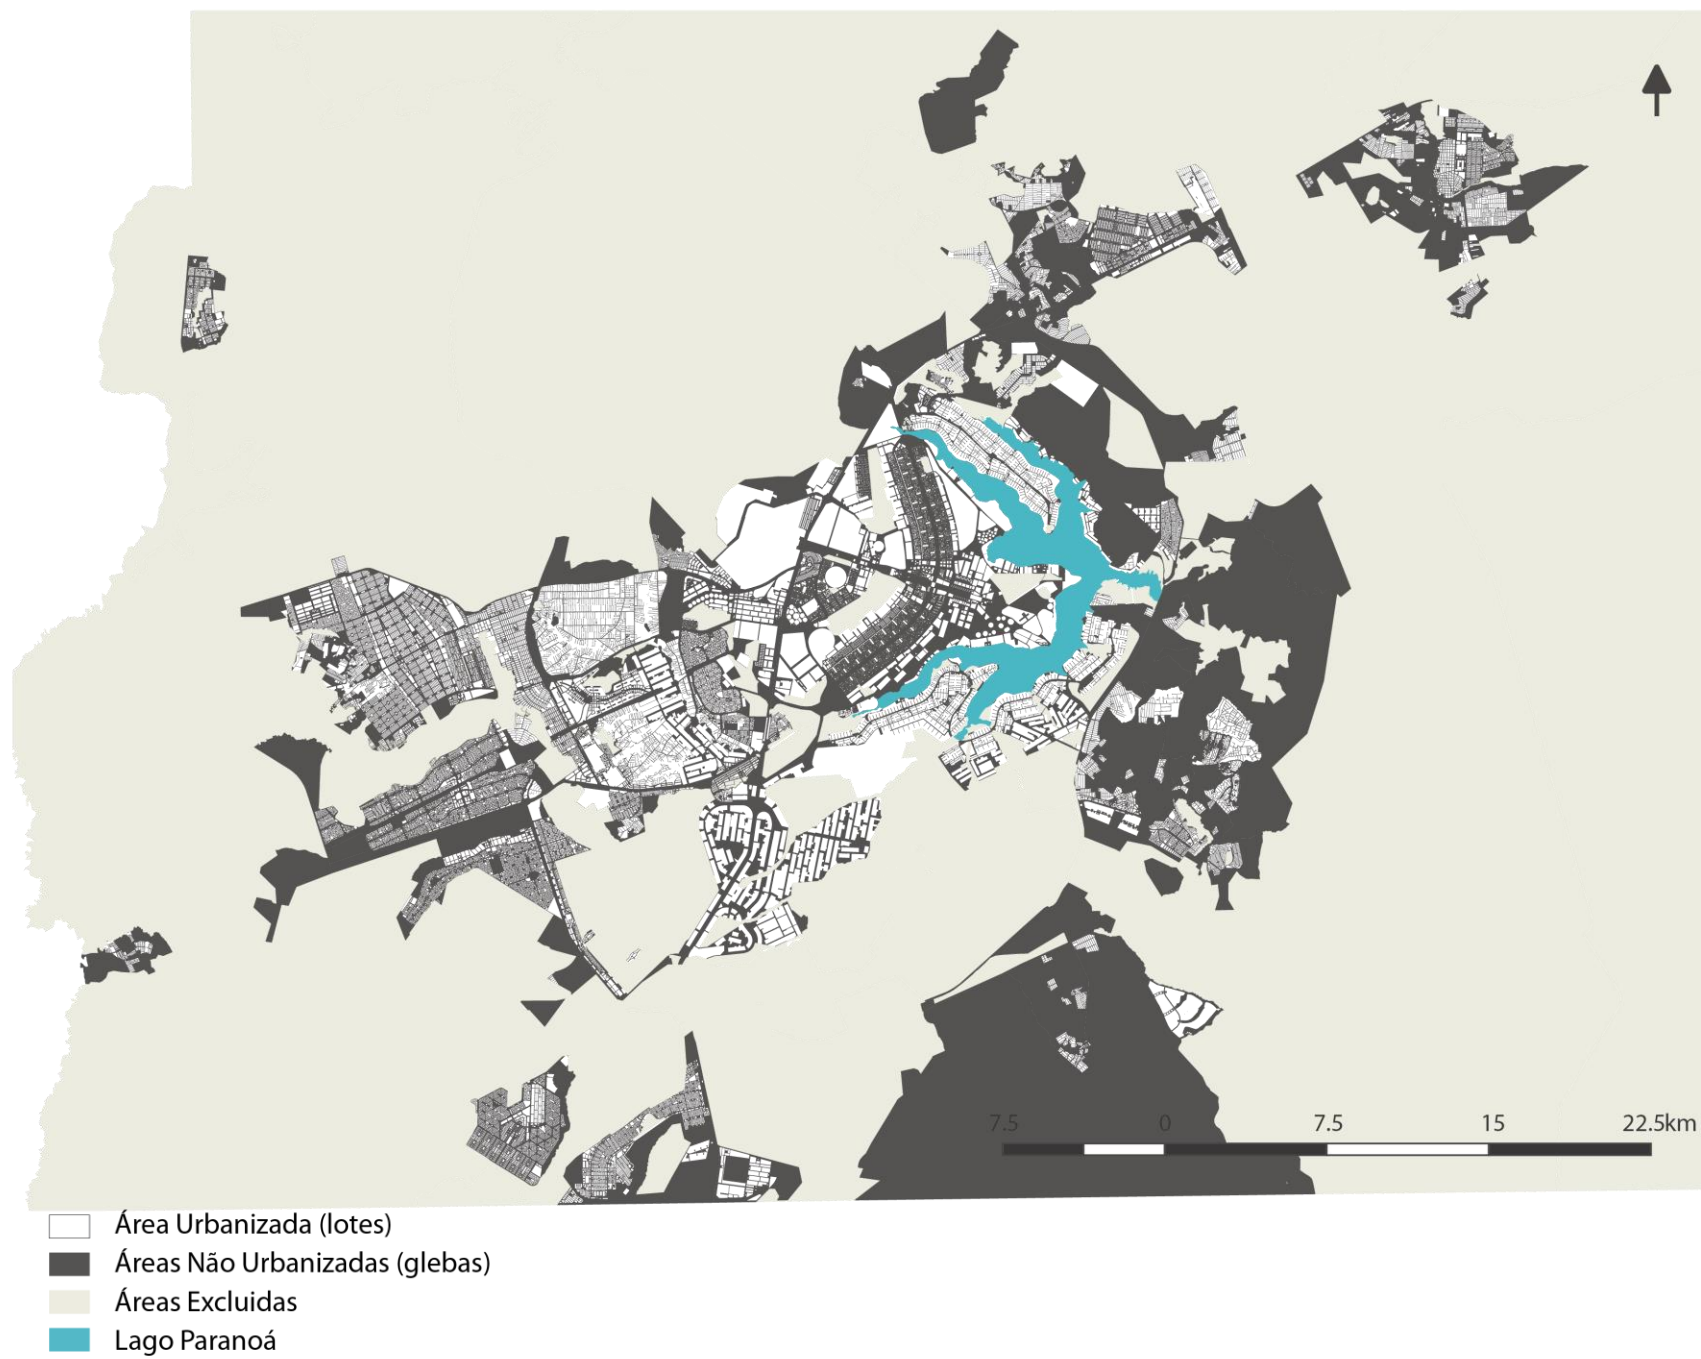 7.5 0 7.5 15 22.5km
Área Urbanizada (lotes)
Áreas Não Urbanizadas (glebas)
Áreas Excluidas
Lago Paranoá